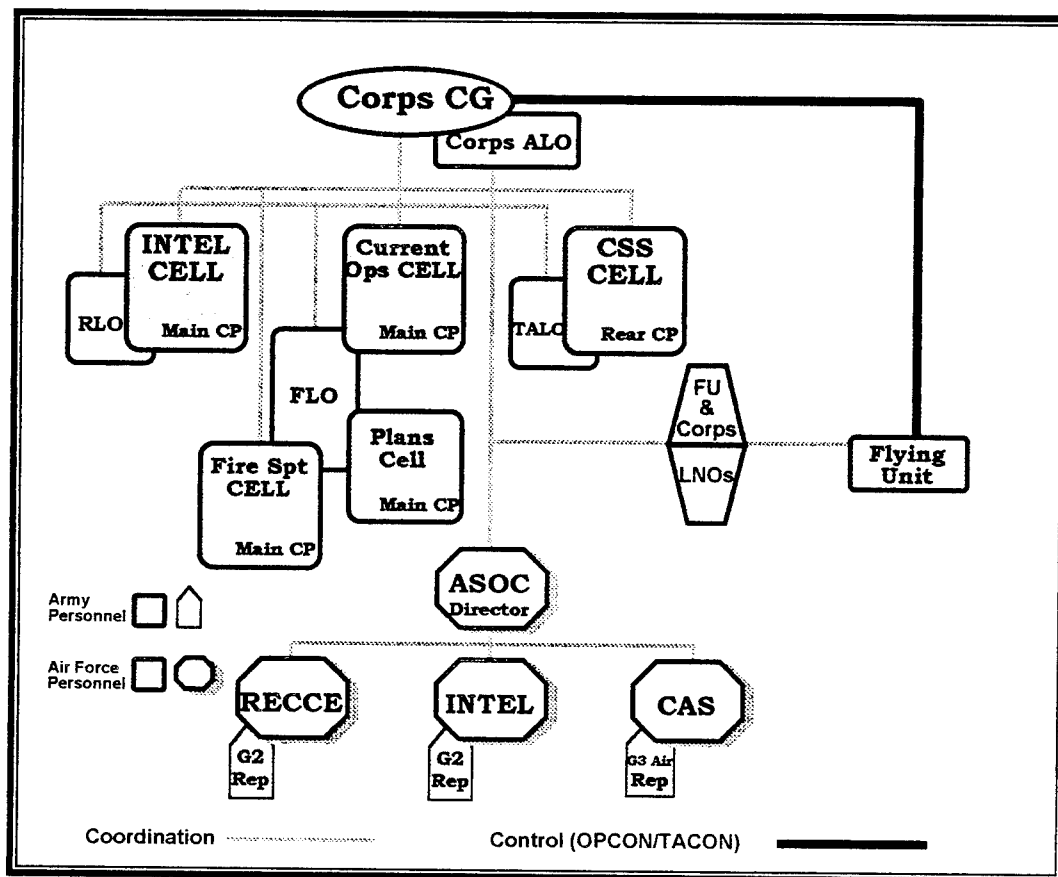 Corps CG
Corps ALO
INTEL
CELL
Main CP
RLO
Current
Ops CELL
Main CP
CSS
CELL
Rear CP
TALO
FLO
Plans
Cell
Main CP
Fire Spt
CELL
Main CP
FU
&
Corps
LNOs
Flying
Unit
ASOC
Director
Army
Personnel
Air Force
Personnel
RECCE
INTEL
CAS
G2
Rep
G2
Rep
G3 Air
Rep
Coordination
Control (OPCON/TACON)